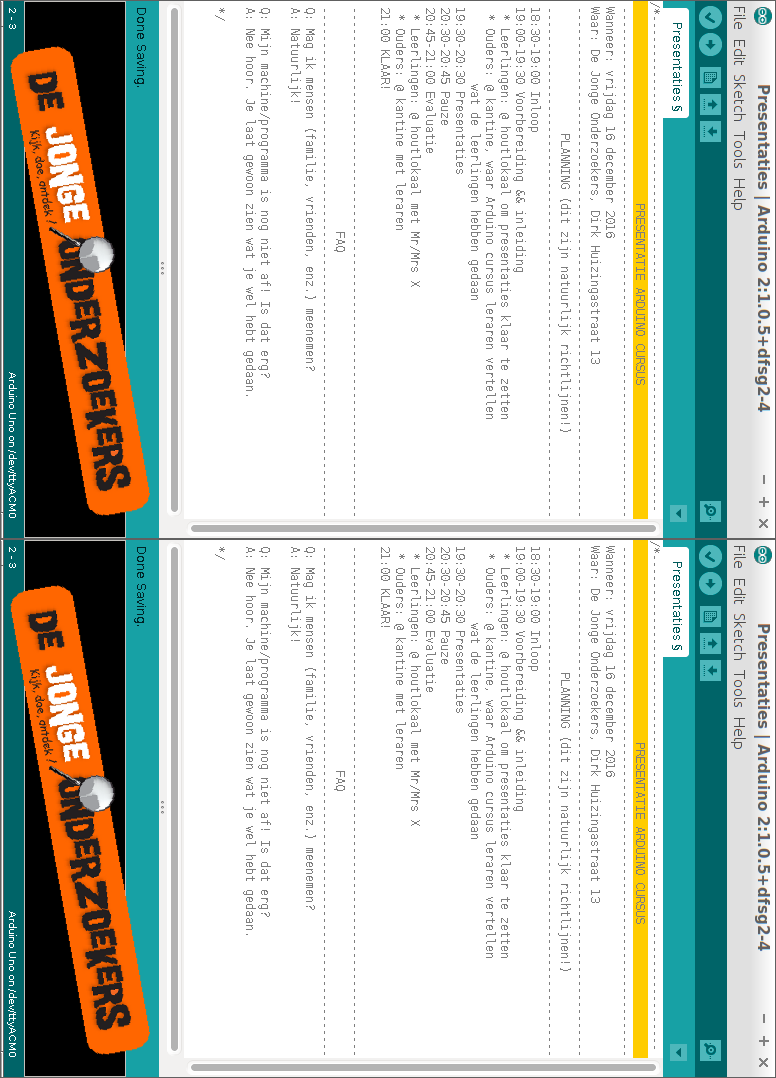 Presentaties | Arduino 2:1.0.5+dfsg2-4
File Edit Sketch Tools Help
Presentaties §
/*
PRESENTATIE ARDUINO CURSUS
Wanneer: vrijdag 16 december 2016
Waar: De Jonge Onderzoekers, Dirk Huizingastraat 13
PLANNING (dit zijn natuurlijk richtlijnen!)
18:30-19:00 Inloop
19:00-19:30 Voorbereiding && inleiding
* Leerlingen: @ houtlokaal om presentaties klaar te zetten
* Ouders: @ kantine, waar Arduino cursus leraren vertellen
wat de leerlingen hebben gedaan
19:30-20:30 Presentaties
20:30-20:45 Pauze
20:45-21:00 Evaluatie
* Leerlingen: @ houtlokaal met Mr/Mrs X
* Ouders: @ kantine met leraren
21:00 KLAAR!
FAQ
Q: Mag ik mensen (familie, vrienden, enz.) meenemen?
A: Natuurlijk!
Q: Mijn machine/programma is nog niet af! Is dat erg?
A: Nee hoor. Je laat gewoon zien wat je wel hebt gedaan.
*/
Done Saving.
DE JONGE ONDERZOEKERS
Kijk, doe, ontdek!
2 - 3
Arduino Uno on /dev/ttyACM0
Presentaties | Arduino 2:1.0.5+dfsg2-4
File Edit Sketch Tools Help
Presentaties §
/*
PRESENTATIE ARDUINO CURSUS
Wanneer: vrijdag 16 december 2016
Waar: De Jonge Onderzoekers, Dirk Huizingastraat 13
PLANNING (dit zijn natuurlijk richtlijnen!)
18:30-19:00 Inloop
19:00-19:30 Voorbereiding && inleiding
* Leerlingen: @ houtlokaal om presentaties klaar te zetten
* Ouders: @ kantine, waar Arduino cursus leraren vertellen
wat de leerlingen hebben gedaan
19:30-20:30 Presentaties
20:30-20:45 Pauze
20:45-21:00 Evaluatie
* Leerlingen: @ houtlokaal met Mr/Mrs X
* Ouders: @ kantine met leraren
21:00 KLAAR!
FAQ
Q: Mag ik mensen (familie, vrienden, enz.) meenemen?
A: Natuurlijk!
Q: Mijn machine/programma is nog niet af! Is dat erg?
A: Nee hoor. Je laat gewoon zien wat je wel hebt gedaan.
*/
Done Saving.
DE JONGE ONDERZOEKERS
Kijk, doe, ontdek!
2 - 3
Arduino Uno on /dev/ttyACM0